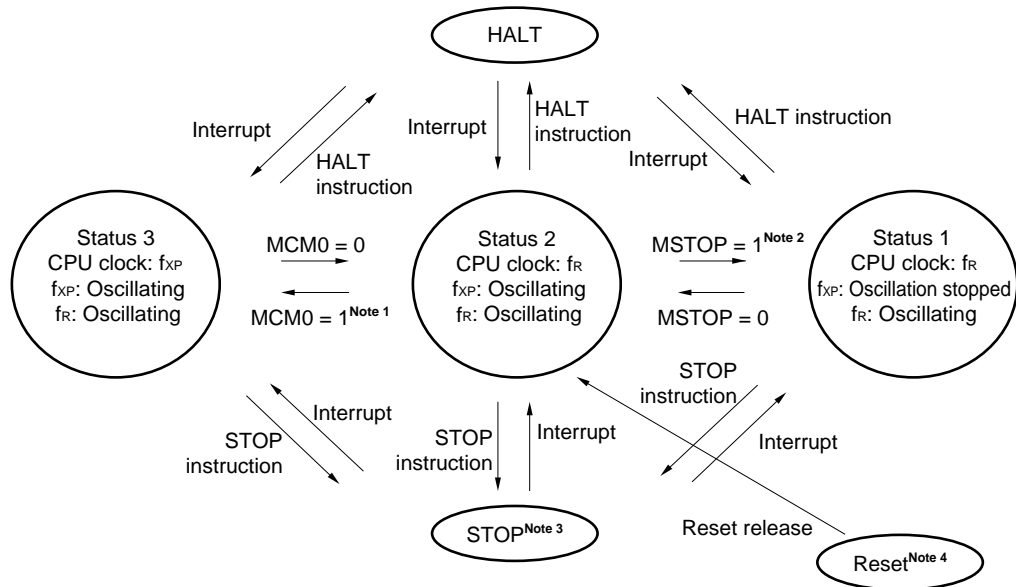 HALT
Interrupt
HALT
instruction
Interrupt
HALT
instruction
HALT instruction
Interrupt
Status 3
CPU clock: fXP
fXP: Oscillating
fR: Oscillating
MCM0 = 0
MCM0 = 1Note 1
Status 2
CPU clock: fR
fXP: Oscillating
fR: Oscillating
MSTOP = 1Note 2
MSTOP = 0
Status 1
CPU clock: fR
fXP: Oscillation stopped
fR: Oscillating
STOP
instruction
Interrupt
STOP
instruction
Interrupt
STOP
instruction
Interrupt
STOPNote 3
Reset release
ResetNote 4